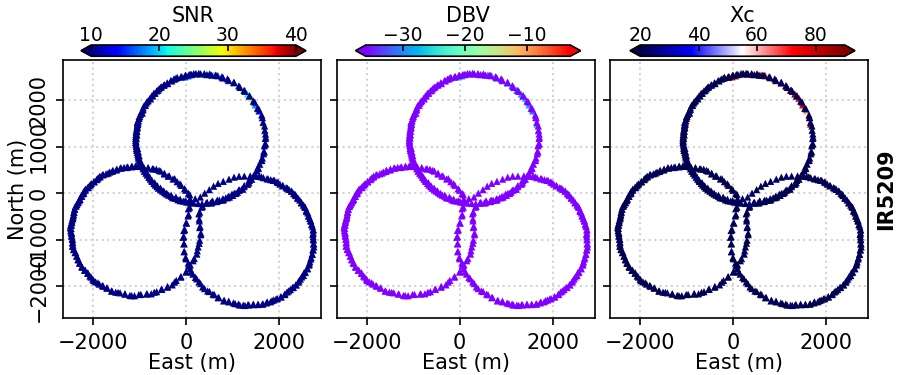 SNR DBV Xc
10 20 30 40 −30 −20 −10 20 40 60 80
2000
1000
0
−1000
−2000
North (m)
IR5209
−2000 0 2000 −2000 0 2000 −2000 0 2000
East (m) East (m) East (m)